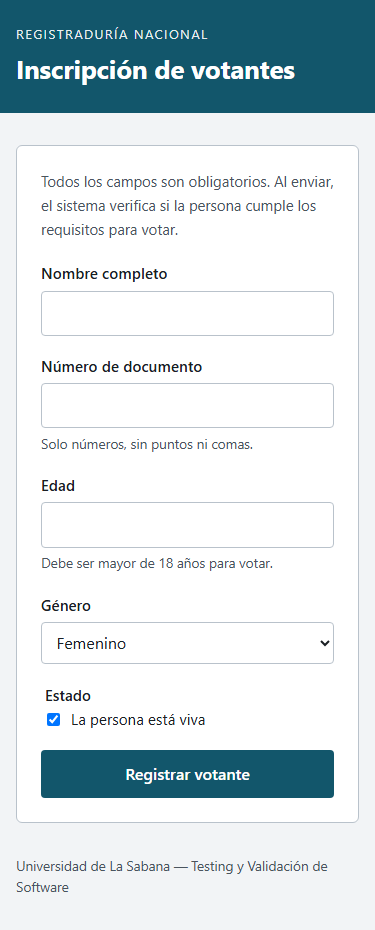 REGISTRADURÍA NACIONAL
Inscripción de votantes
Todos los campos son obligatorios. Al enviar,
el sistema verifica si la persona cumple los
requisitos para votar.
Nombre completo
Número de documento
Solo números, sin puntos ni comas.
Edad
Debe ser mayor de 18 años para votar.
Género
Femenino
Estado
La persona está viva
Registrar votante
Universidad de La Sabana — Testing y Validación de
Software